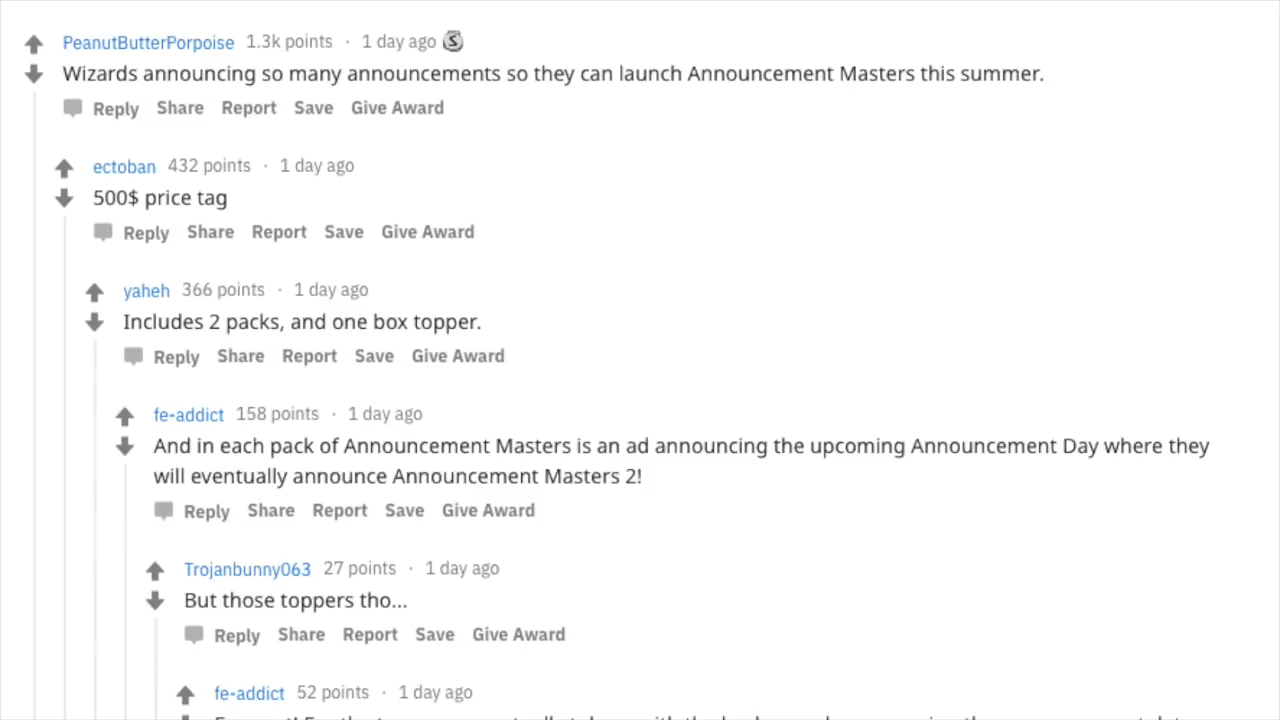 PeanutButterPorpoise 1.3k points · 1 day ago S
Wizards announcing so many announcements so they can launch Announcement Masters this summer.
Reply Share Report Save Give Award
ectoban 432 points · 1 day ago
500$ price tag
Reply Share Report Save Give Award
yaheh 366 points · 1 day ago
Includes 2 packs, and one box topper.
Reply Share Report Save Give Award
fe-addict 158 points · 1 day ago
And in each pack of Announcement Masters is an ad announcing the upcoming Announcement Day where they
will eventually announce Announcement Masters 2!
Reply Share Report Save Give Award
Trojanbunny063 27 points · 1 day ago
But those toppers tho...
Reply Share Report Save Give Award
fe-addict 52 points · 1 day ago